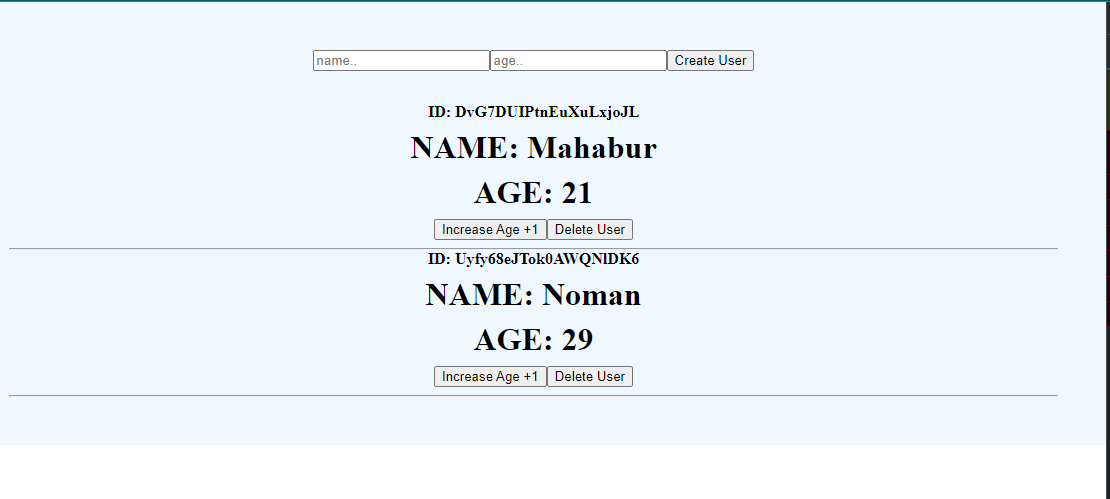 name.. age.. Create User
ID: DvG7DUIPtnEuXuLxjoJL
NAME: Mahabur
AGE: 21
Increase Age +1 Delete User
ID: Uyfy68eJTok0AWQNlDK6
NAME: Noman
AGE: 29
Increase Age +1 Delete User